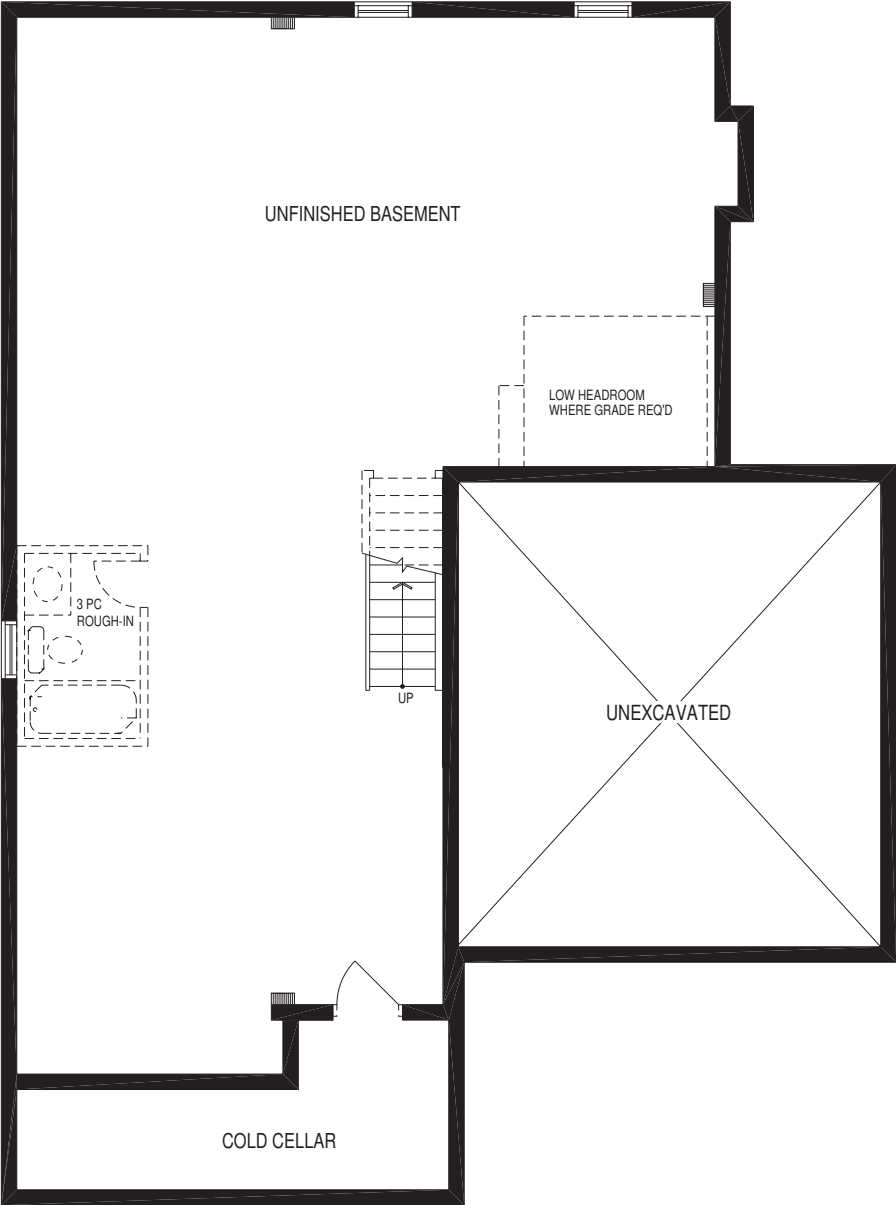 UNFINISHED BASEMENT
LOW HEADROOM
WHERE GRADE REQ'D
3 PC
ROUGH-IN
UP
UNEXCAVATED
COLD CELLAR